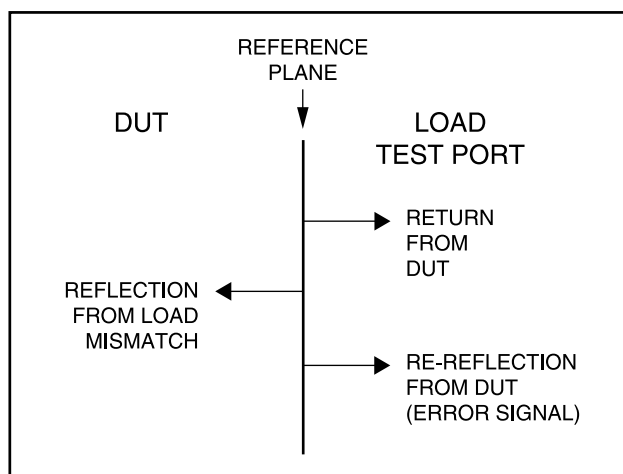 REFERENCE
PLANE
DUT
LOAD
TEST PORT
RETURN
FROM
DUT
REFLECTION
FROM LOAD
MISMATCH
RE-REFLECTION
FROM DUT
(ERROR SIGNAL)